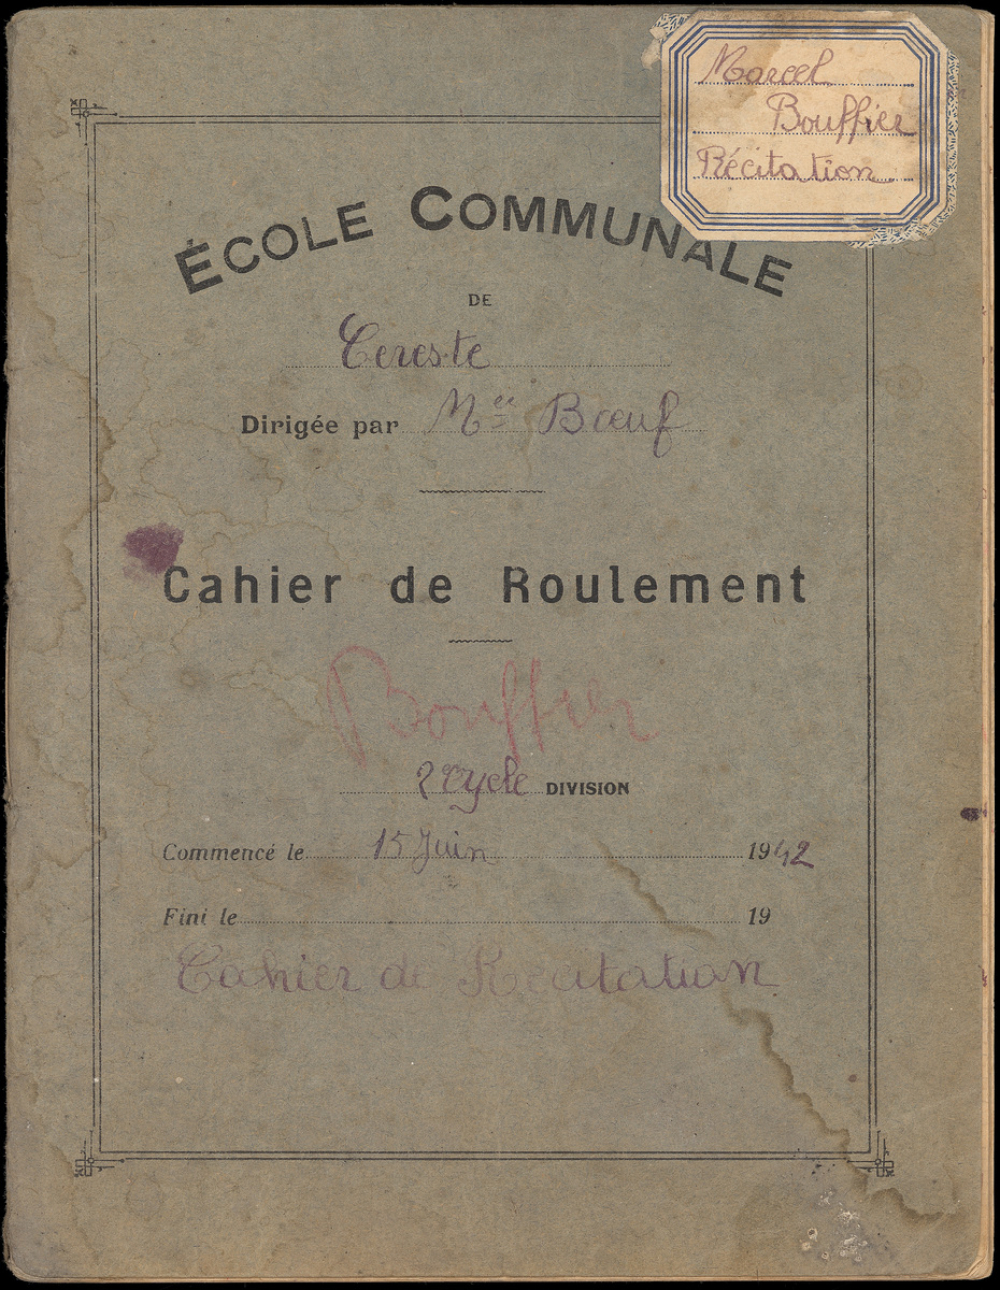 Marcel
Bouffier
Récitation
ÉCOLE COMMUNALE
DE
Cereste
Dirigée par Mee Bœuf
Cahier de Roulement
Bouffier
2e Cycle DIVISION
Commencé le 15 Juin 1942
Fini le 19
Cahier de Récitation